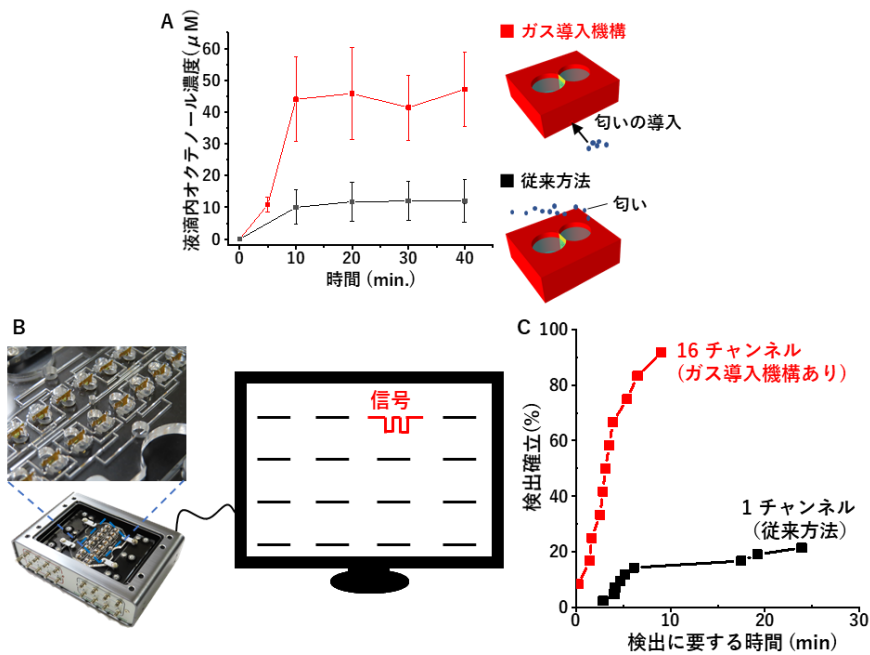 A
液滴内オクテノール濃度(μM)
60
50
40
30
20
10
0
0
10
20
30
40
時間 (min.)
ガス導入機構
匂いの導入
従来方法
匂い
B
信号
C
検出確立(%)
100
80
60
40
20
0
0
10
20
30
検出に要する時間 (min)
16 チャンネル
(ガス導入機構あり)
1 チャンネル
(従来方法)